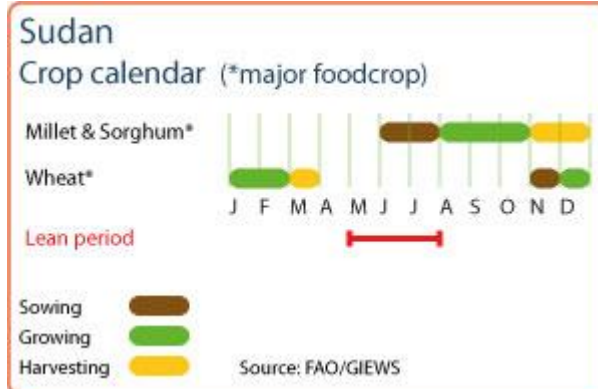 Sudan
Crop calendar (*major foodcrop)
Millet & Sorghum*
Wheat*
J F M A M J J A S O N D
Lean period
Sowing
Growing
Harvesting
Source: FAO/GIEWS